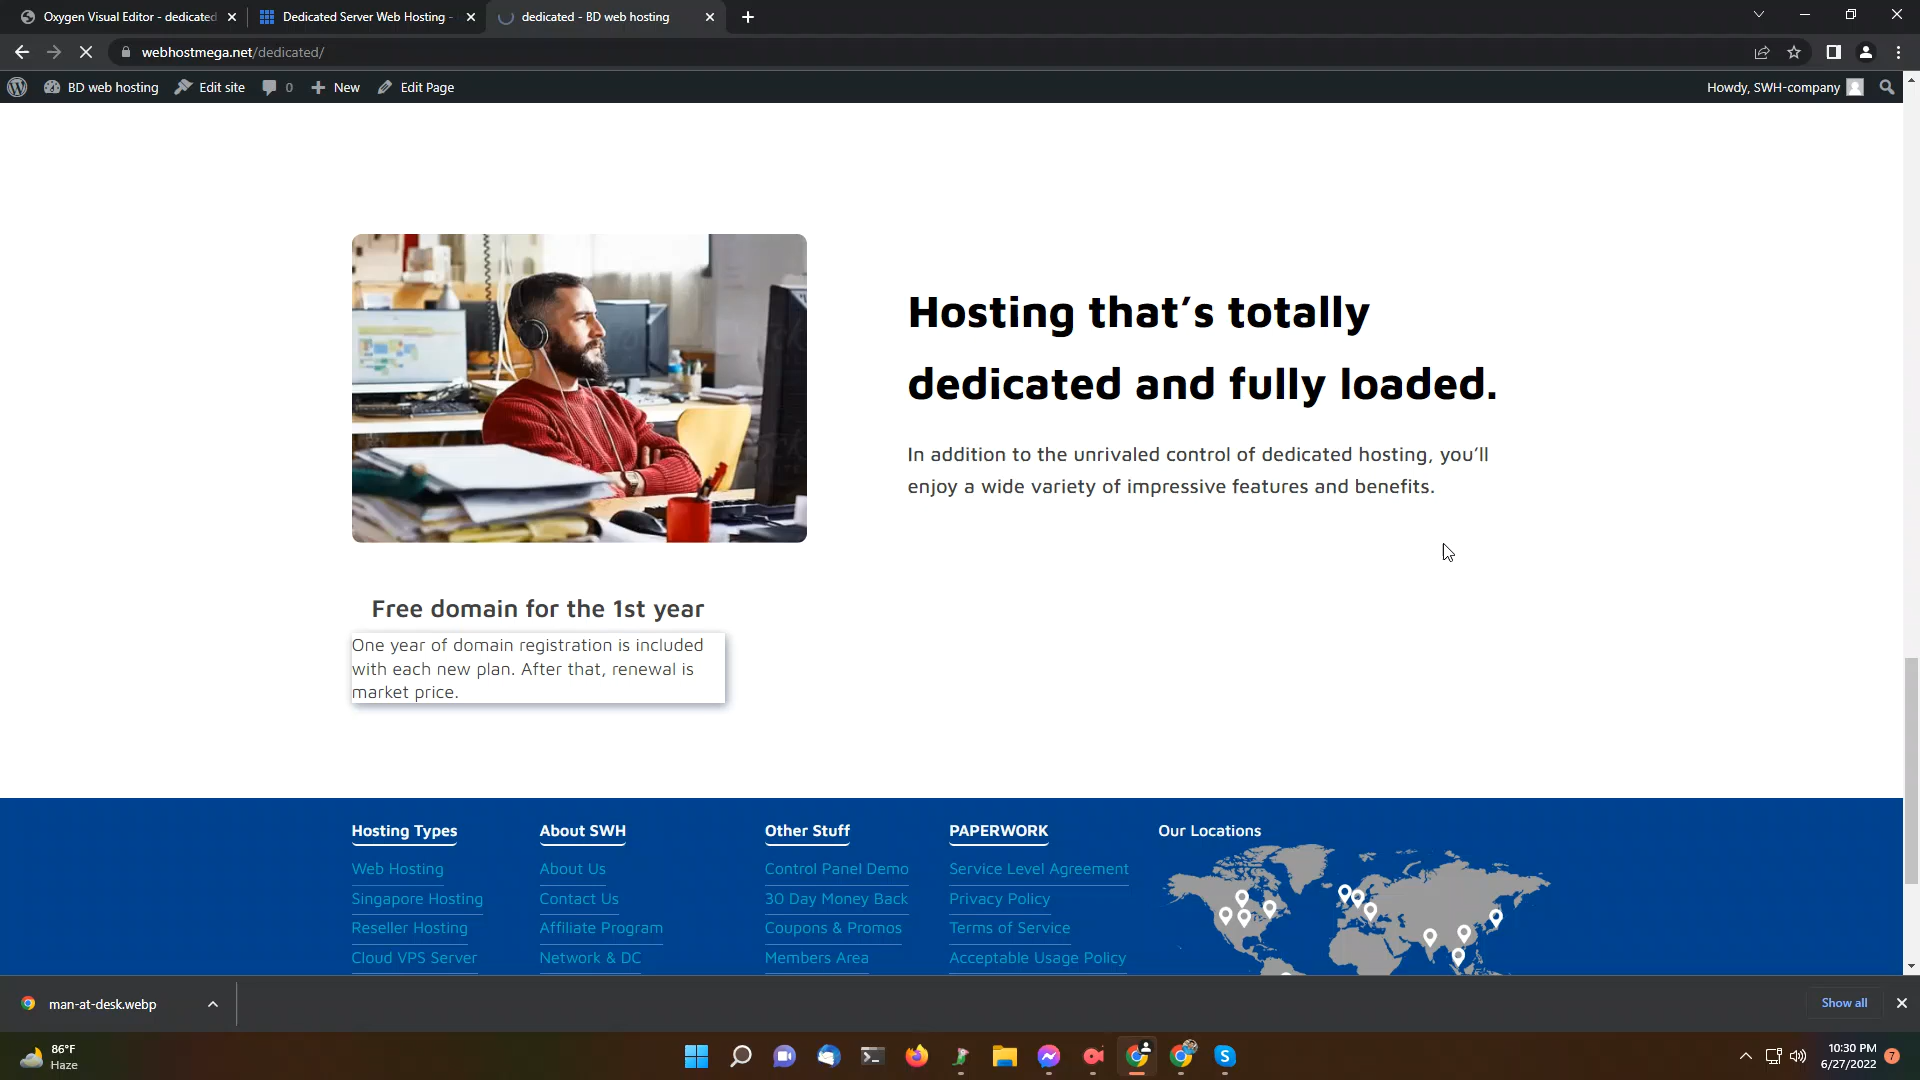 Oxygen Visual Editor - dedicated
Dedicated Server Web Hosting -
dedicated - BD web hosting
webhostmega.net/dedicated/
BD web hosting
Edit site
0
New
Edit Page
Howdy, SWH-company
Hosting that’s totally
dedicated and fully loaded.
In addition to the unrivaled control of dedicated hosting, you’ll
enjoy a wide variety of impressive features and benefits.
Free domain for the 1st year
One year of domain registration is included
with each new plan. After that, renewal is
market price.
Hosting Types
Web Hosting
Singapore Hosting
Reseller Hosting
Cloud VPS Server
About SWH
About Us
Contact Us
Affiliate Program
Network & DC
Other Stuff
Control Panel Demo
30 Day Money Back
Coupons & Promos
Members Area
PAPERWORK
Service Level Agreement
Privacy Policy
Terms of Service
Acceptable Usage Policy
Our Locations
man-at-desk.webp
Show all
86°F
Haze
10:30 PM
6/27/2022
7